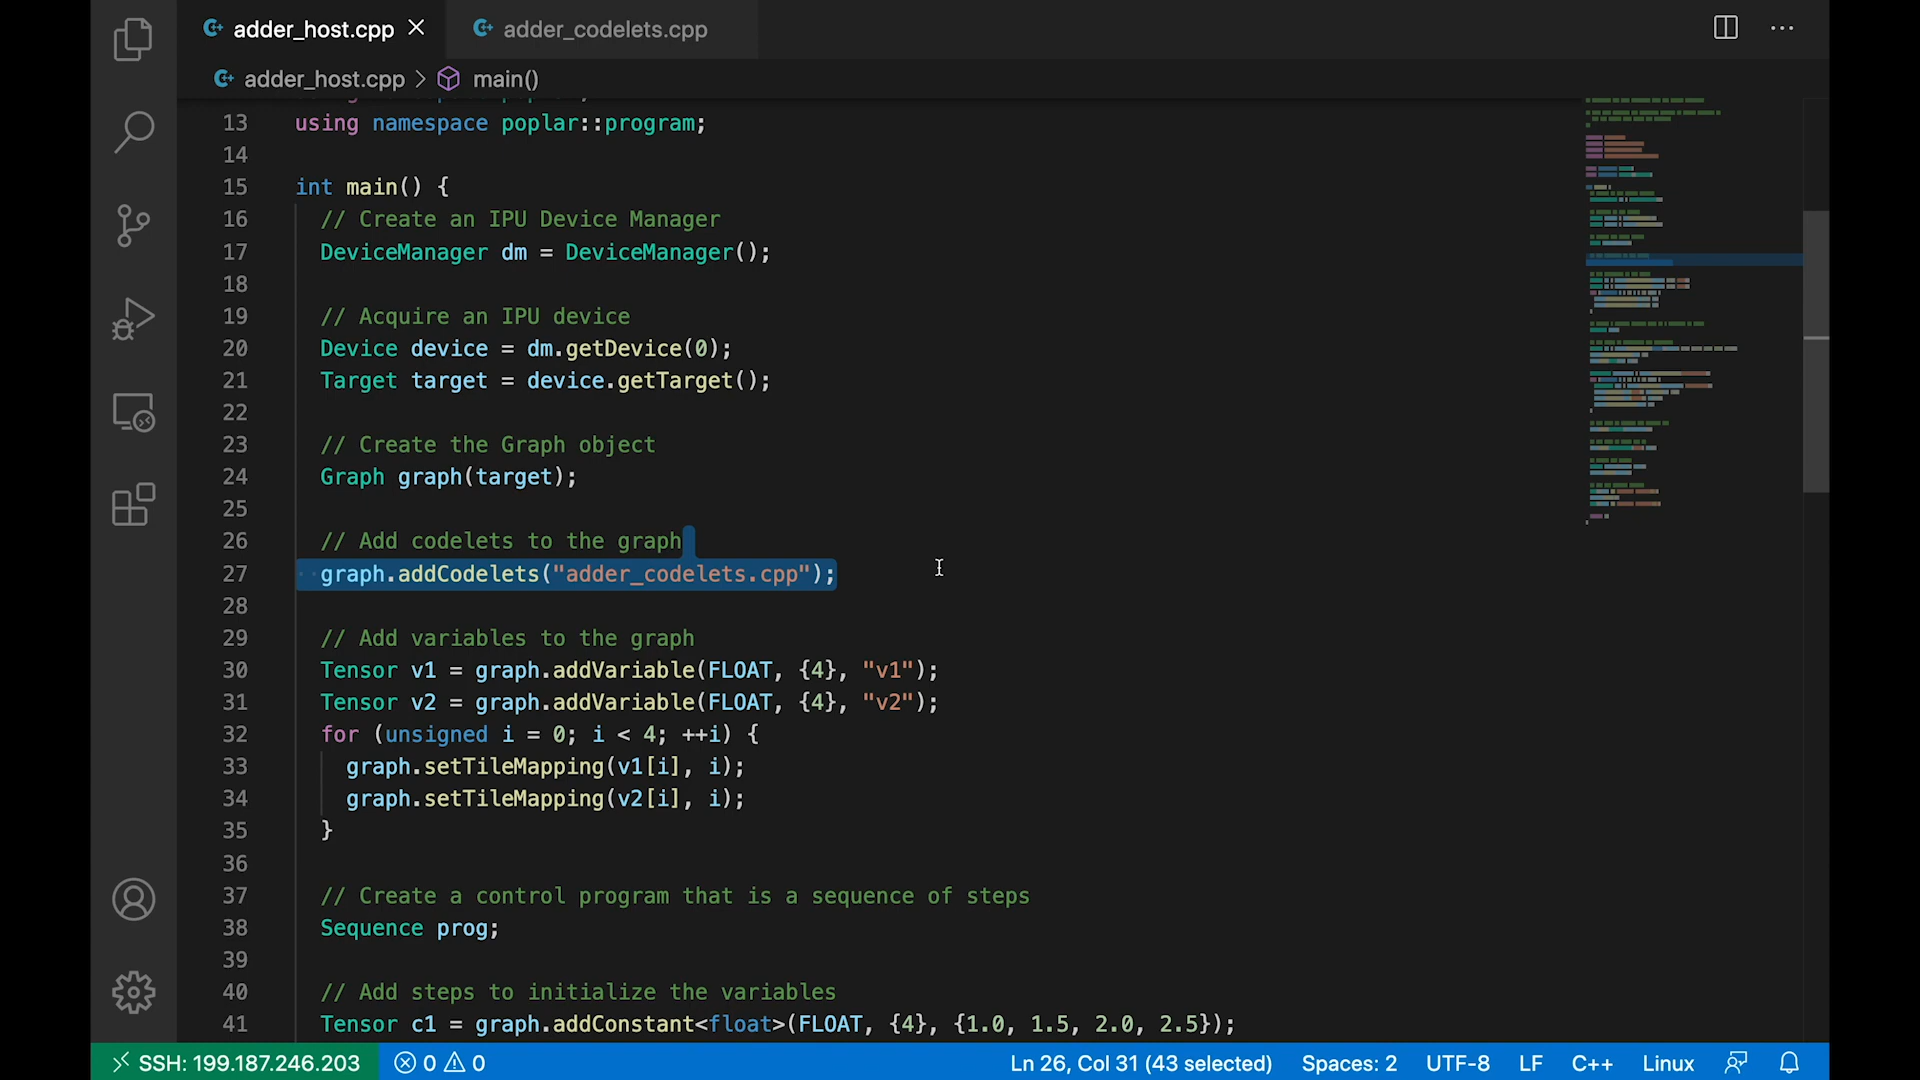 adder_host.cpp
adder_codelets.cpp
adder_host.cpp > main()
13 using namespace poplar::program;
14
15 int main() {
16 // Create an IPU Device Manager
17 DeviceManager dm = DeviceManager();
18
19 // Acquire an IPU device
20 Device device = dm.getDevice(0);
21 Target target = device.getTarget();
22
23 // Create the Graph object
24 Graph graph(target);
25
26 // Add codelets to the graph
27 graph.addCodelets("adder_codelets.cpp");
28
29 // Add variables to the graph
30 Tensor v1 = graph.addVariable(FLOAT, {4}, "v1");
31 Tensor v2 = graph.addVariable(FLOAT, {4}, "v2");
32 for (unsigned i = 0; i < 4; ++i) {
33 graph.setTileMapping(v1[i], i);
34 graph.setTileMapping(v2[i], i);
35 }
36
37 // Create a control program that is a sequence of steps
38 Sequence prog;
39
40 // Add steps to initialize the variables
41 Tensor c1 = graph.addConstant<float>(FLOAT, {4}, {1.0, 1.5, 2.0, 2.5});
SSH: 199.187.246.203 0 0 Ln 26, Col 31 (43 selected) Spaces: 2 UTF-8 LF C++ Linux